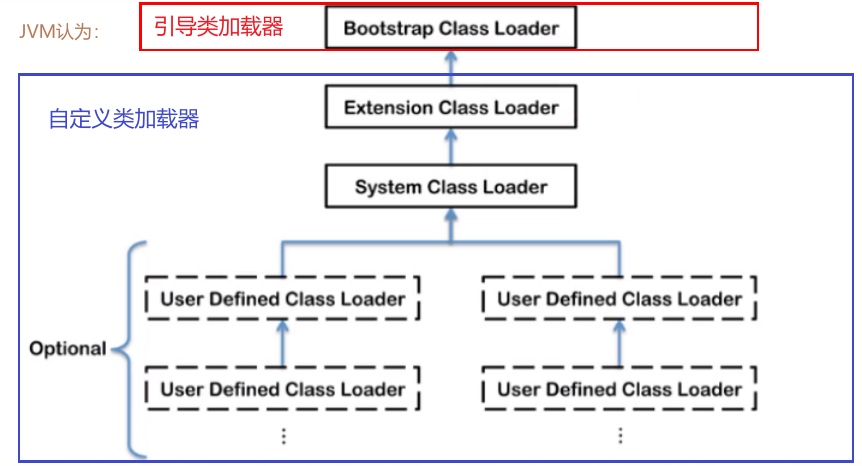 JVM认为：
引导类加载器
Bootstrap Class Loader
自定义类加载器
Extension Class Loader
System Class Loader
User Defined Class Loader
User Defined Class Loader
Optional
User Defined Class Loader
User Defined Class Loader